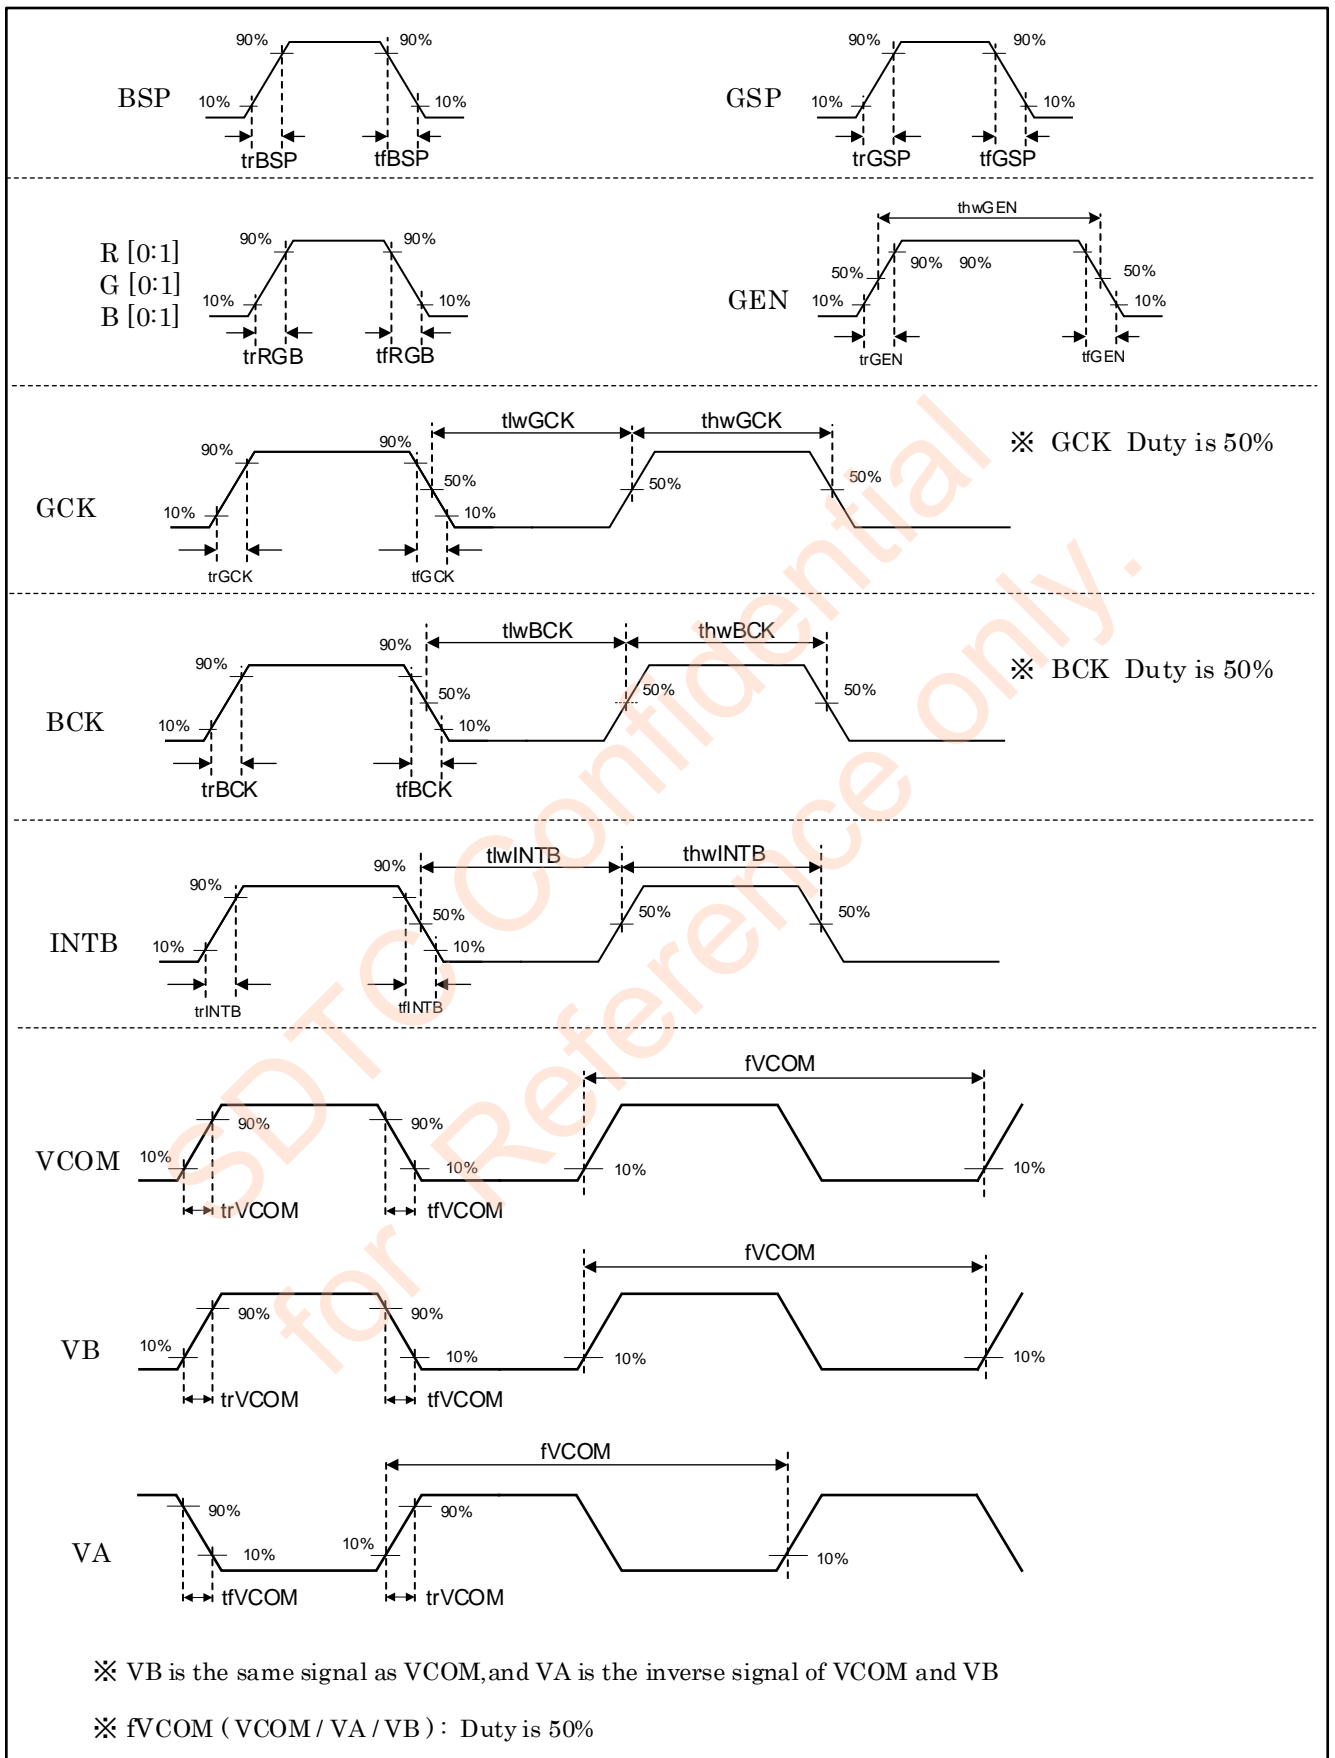 90% 90% 90% 90%
BSP 10% 10% GSP 10% 10%
trBSP tfBSP trGSP tfGSP
thwGEN
R [0:1] 90% 90%
G [0:1] 50% 90% 90% 50%
B [0:1] 10% 10% GEN 10% 10%
trRGB tfRGB trGEN tfGEN
tlwGCK thwGCK
90% 90% ※ GCK Duty is 50%
50% 50% 50%
GCK 10% 10%
trGCK tfGCK
tlwBCK thwBCK
90% 90% ※ BCK Duty is 50%
50% 50% 50%
BCK 10% 10%
trBCK tfBCK
tlwINTB thwINTB
90% 90%
50% 50% 50%
INTB 10% 10%
trINTB tfINTB
fVCOM
90% 90%
VCOM 10% 10% 10% 10%
trVCOM tfVCOM
fVCOM
90% 90%
VB 10% 10% 10% 10%
trVCOM tfVCOM
fVCOM
90% 90%
VA 10% 10% 10%
tfVCOM trVCOM
※ VB is the same signal as VCOM,and VA is the inverse signal of VCOM and VB
※ fVCOM ( VCOM / VA / VB ) : Duty is 50%
SDTC Confidential
for Reference only.